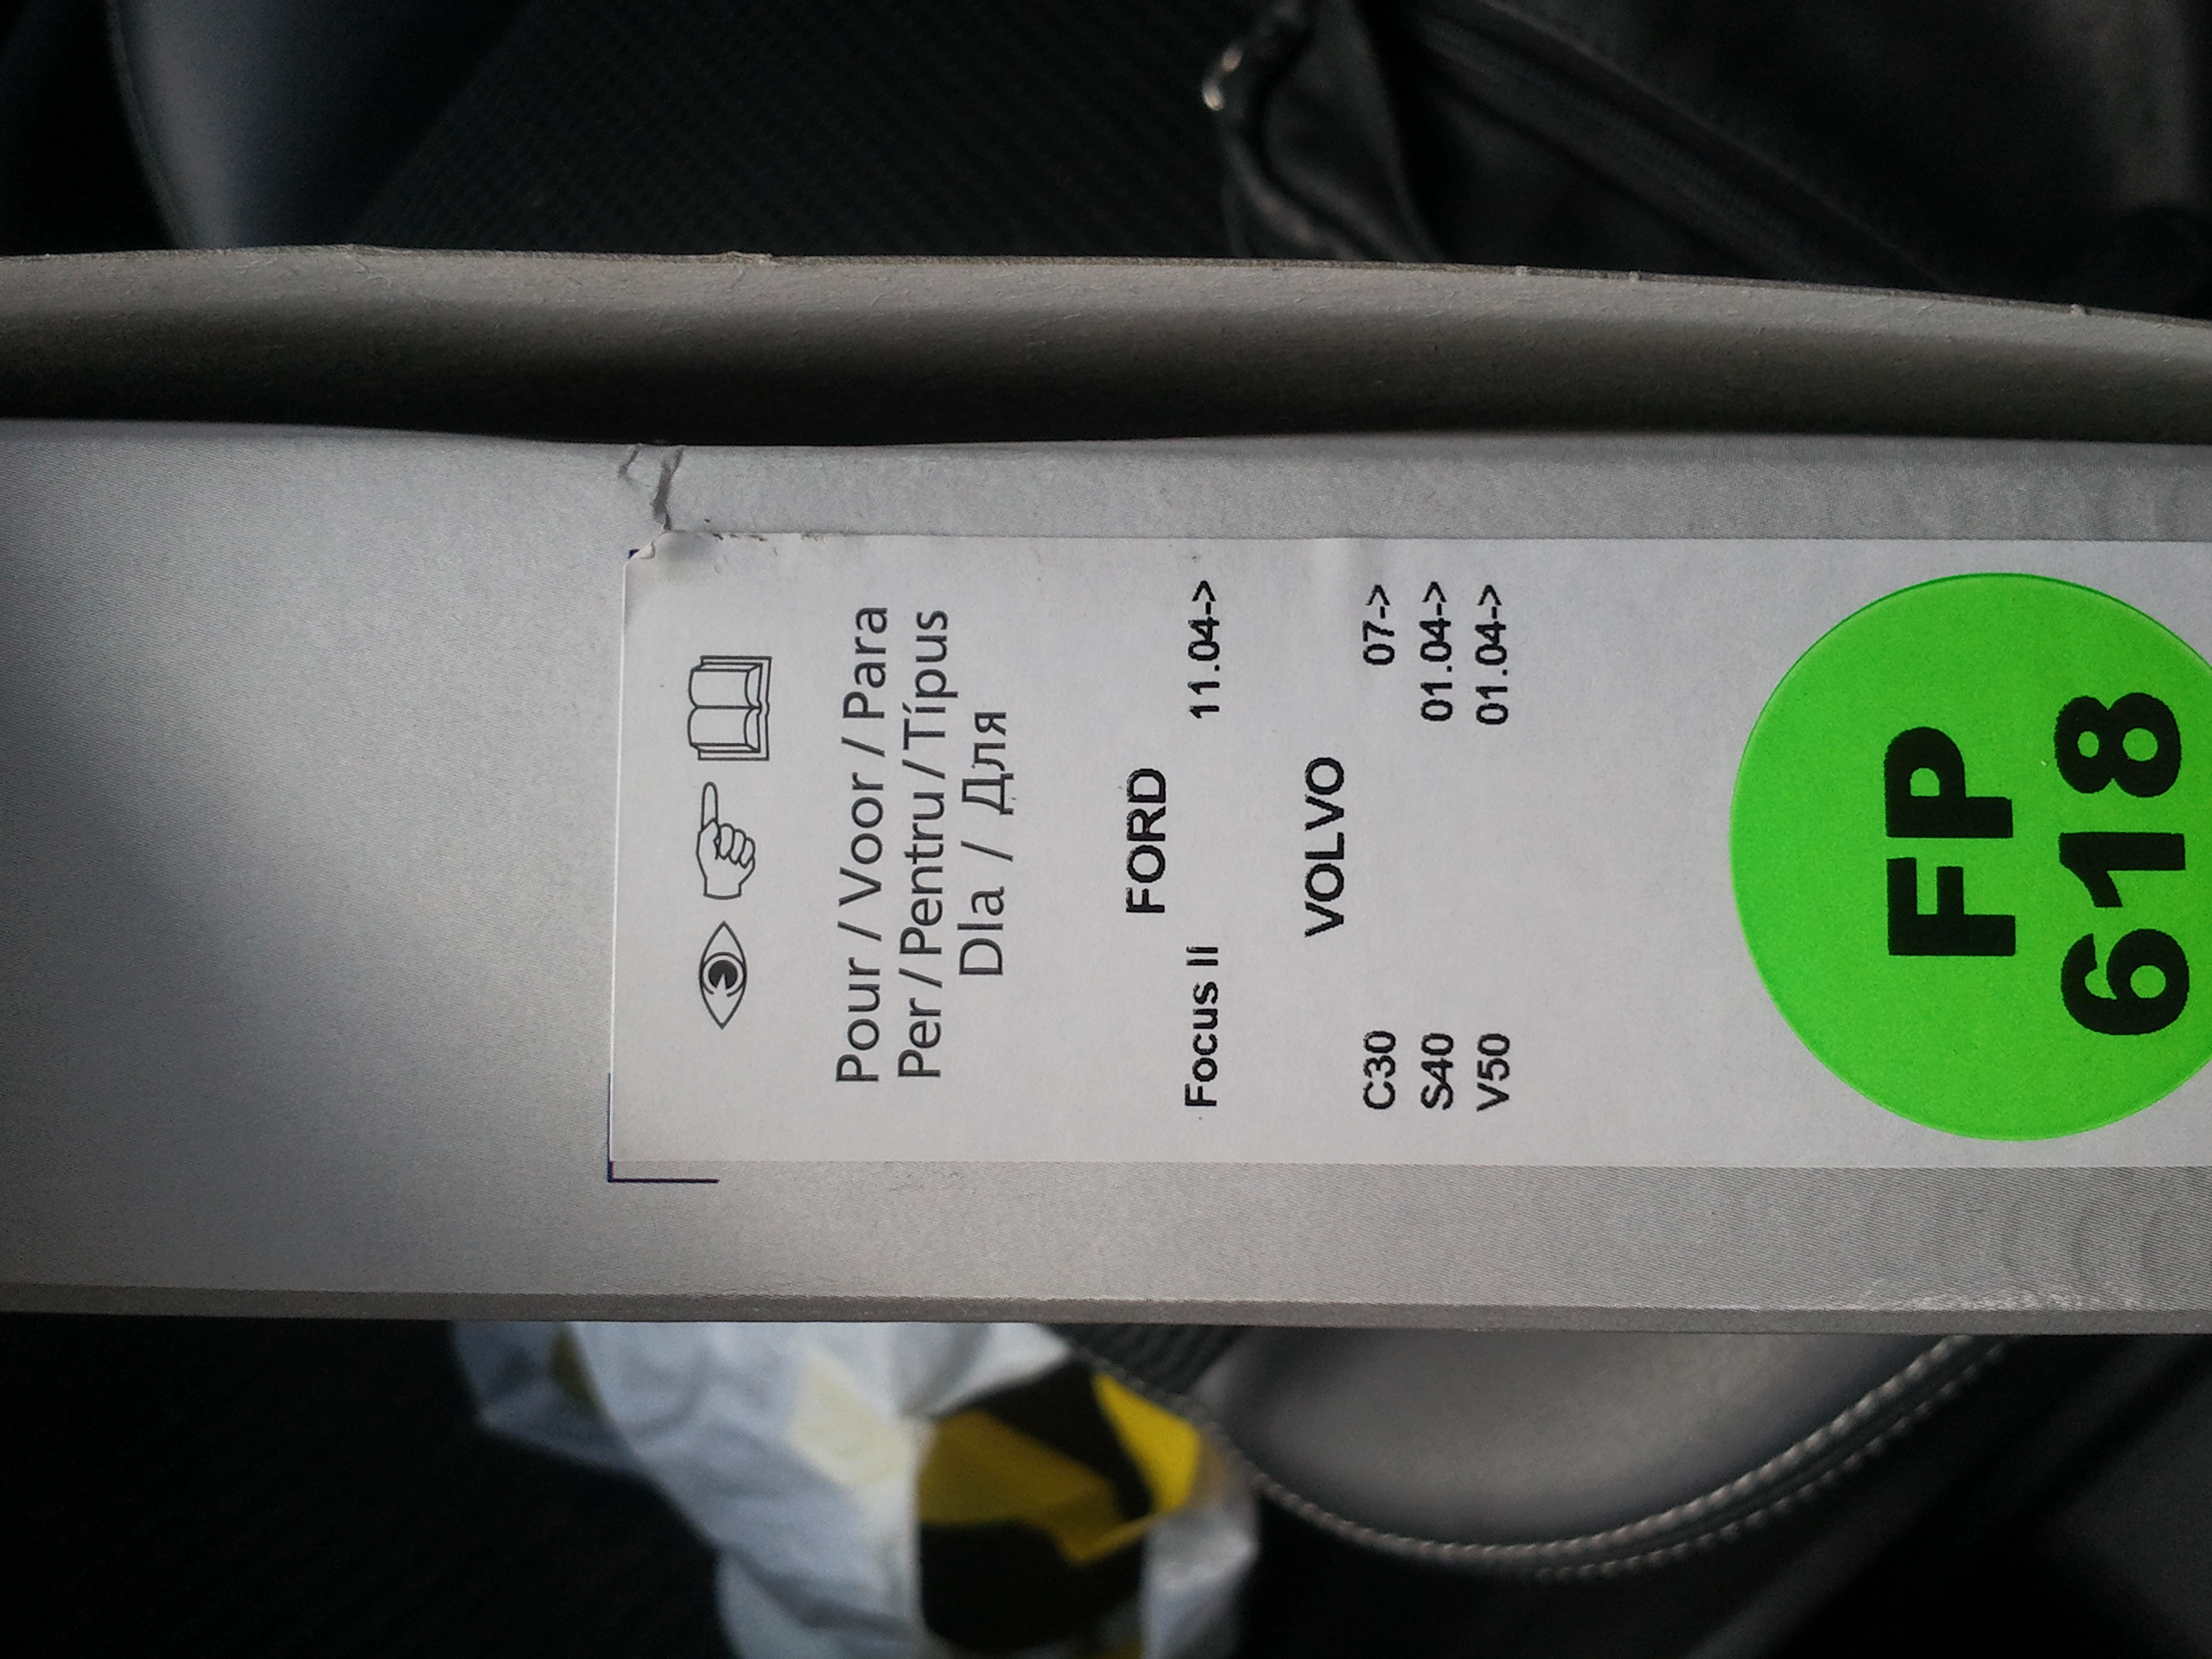 Pour / Voor / Para
Per / Pentru / Típus
Dla / Для
FORD
Focus II 11.04->
VOLVO
C30 07->
S40 01.04->
V50 01.04->
FP
618